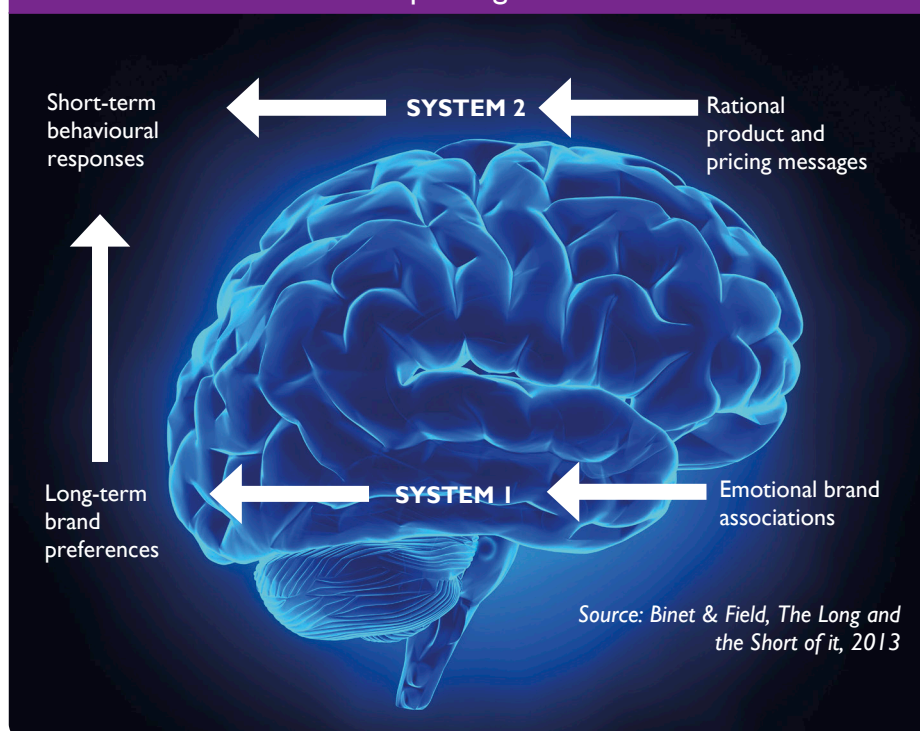 Short-term
behavioural
responses
SYSTEM 2
Rational
product and
pricing messages
Long-term
brand
preferences
SYSTEM 1
Emotional brand
associations
Source: Binet & Field, The Long and
the Short of it, 2013